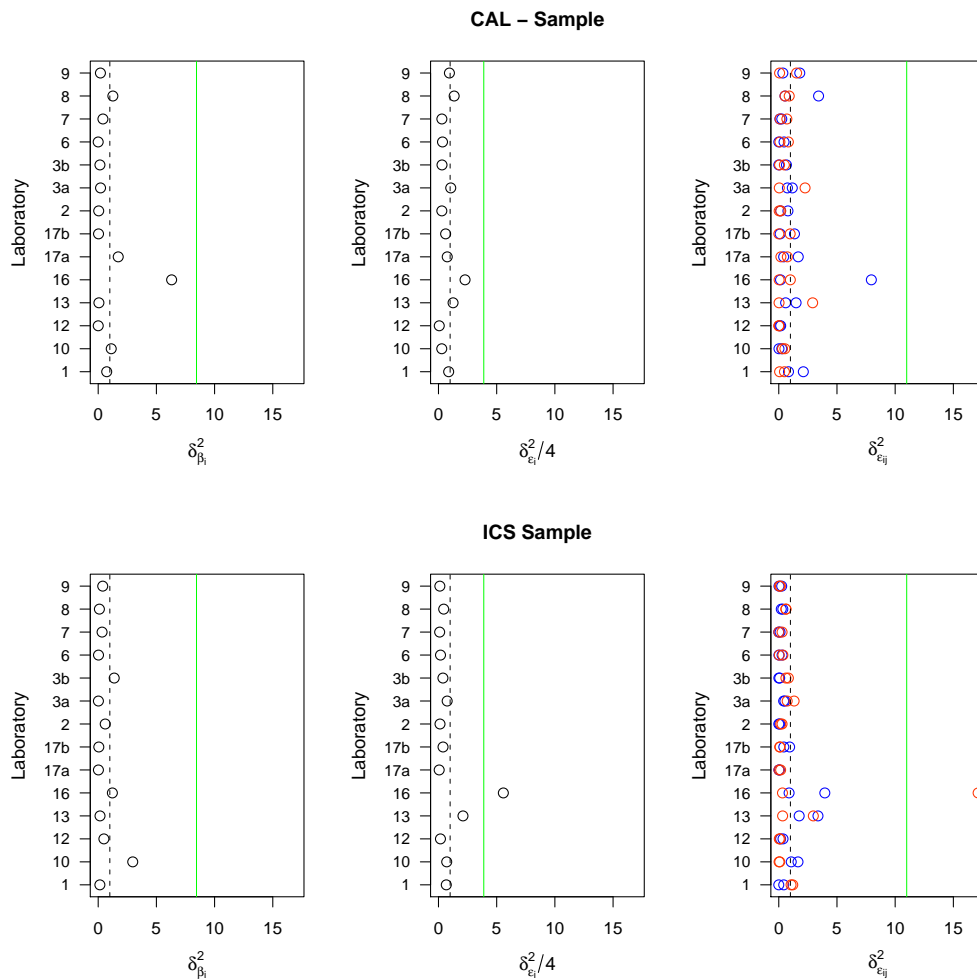 CAL – Sample
Laboratory
9
8
7
6
3b
3a
2
17b
17a
16
13
12
10
1
0 5 10 15
δ²βᵢ
Laboratory
9
8
7
6
3b
3a
2
17b
17a
16
13
12
10
1
0 5 10 15
δ²εᵢ/4
Laboratory
9
8
7
6
3b
3a
2
17b
17a
16
13
12
10
1
0 5 10 15
δ²εᵢⱼ
ICS Sample
Laboratory
9
8
7
6
3b
3a
2
17b
17a
16
13
12
10
1
0 5 10 15
δ²βᵢ
Laboratory
9
8
7
6
3b
3a
2
17b
17a
16
13
12
10
1
0 5 10 15
δ²εᵢ/4
Laboratory
9
8
7
6
3b
3a
2
17b
17a
16
13
12
10
1
0 5 10 15
δ²εᵢⱼ